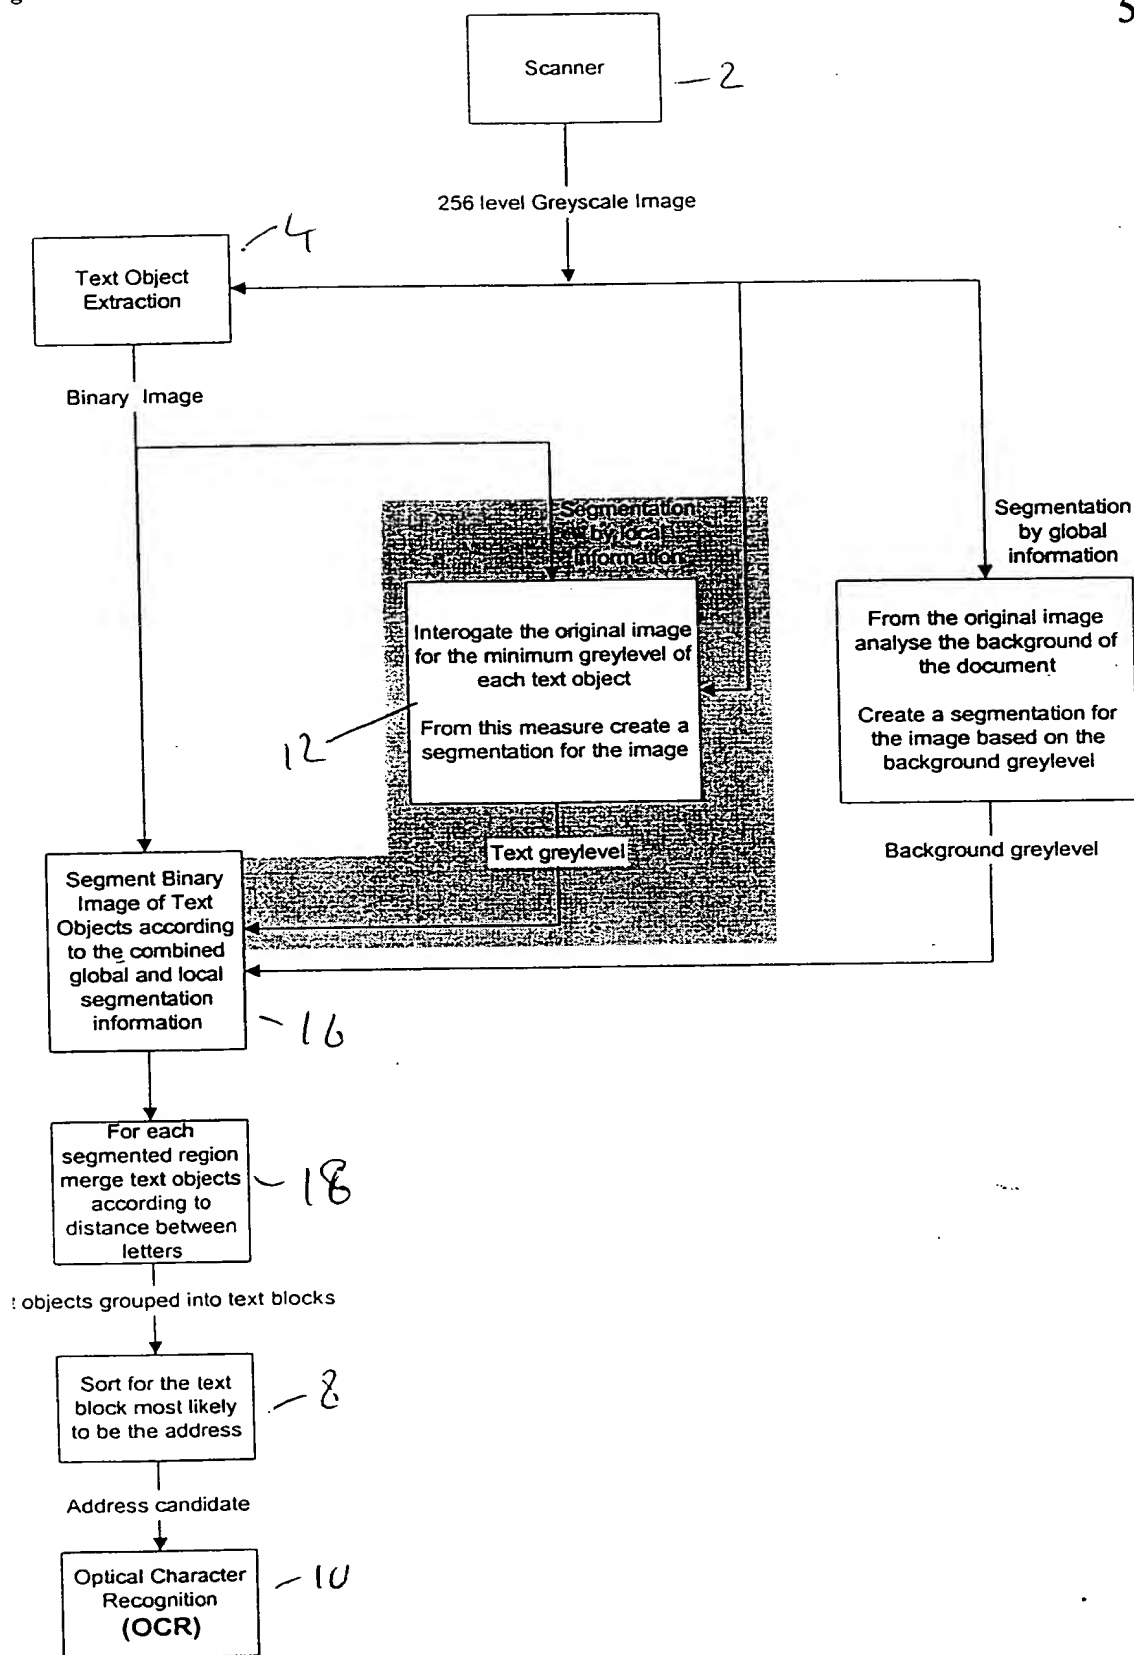 5
Scanner
2
256 level Greyscale Image
4
Text Object
Extraction
Binary Image
Segmentation
by local
information
Segmentation
by global
information
Interogate the original image
for the minimum greylevel of
each text object
From this measure create a
segmentation for the image
12
From the original image
analyse the background of
the document
Create a segmentation for
the image based on the
background greylevel
Text greylevel
Background greylevel
Segment Binary
Image of Text
Objects according
to the combined
global and local
segmentation
information
16
For each
segmented region
merge text objects
according to
distance between
letters
18
objects grouped into text blocks
Sort for the text
block most likely
to be the address
8
Address candidate
Optical Character
Recognition
(OCR)
10